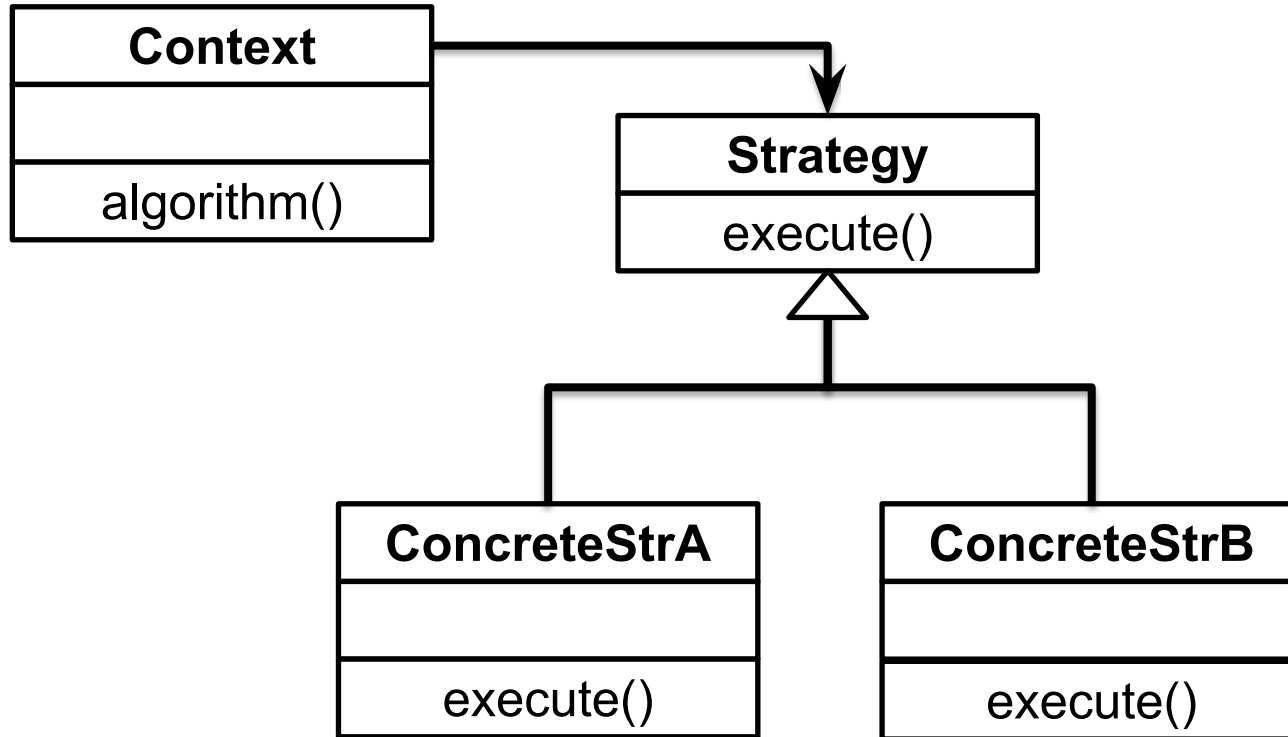 Context
algorithm()
Strategy
execute()
ConcreteStrA
execute()
ConcreteStrB
execute()